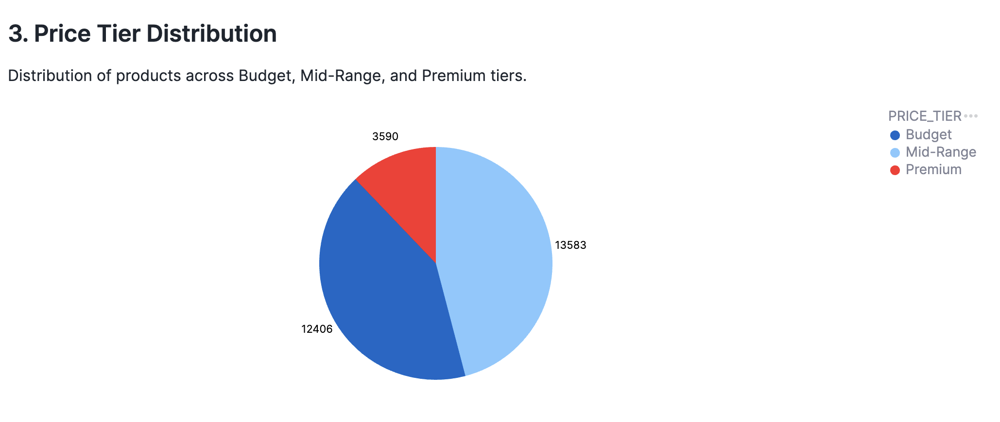 3. Price Tier Distribution
Distribution of products across Budget, Mid-Range, and Premium tiers.
PRICE_TIER
Budget
Mid-Range
Premium
3590
13583
12406